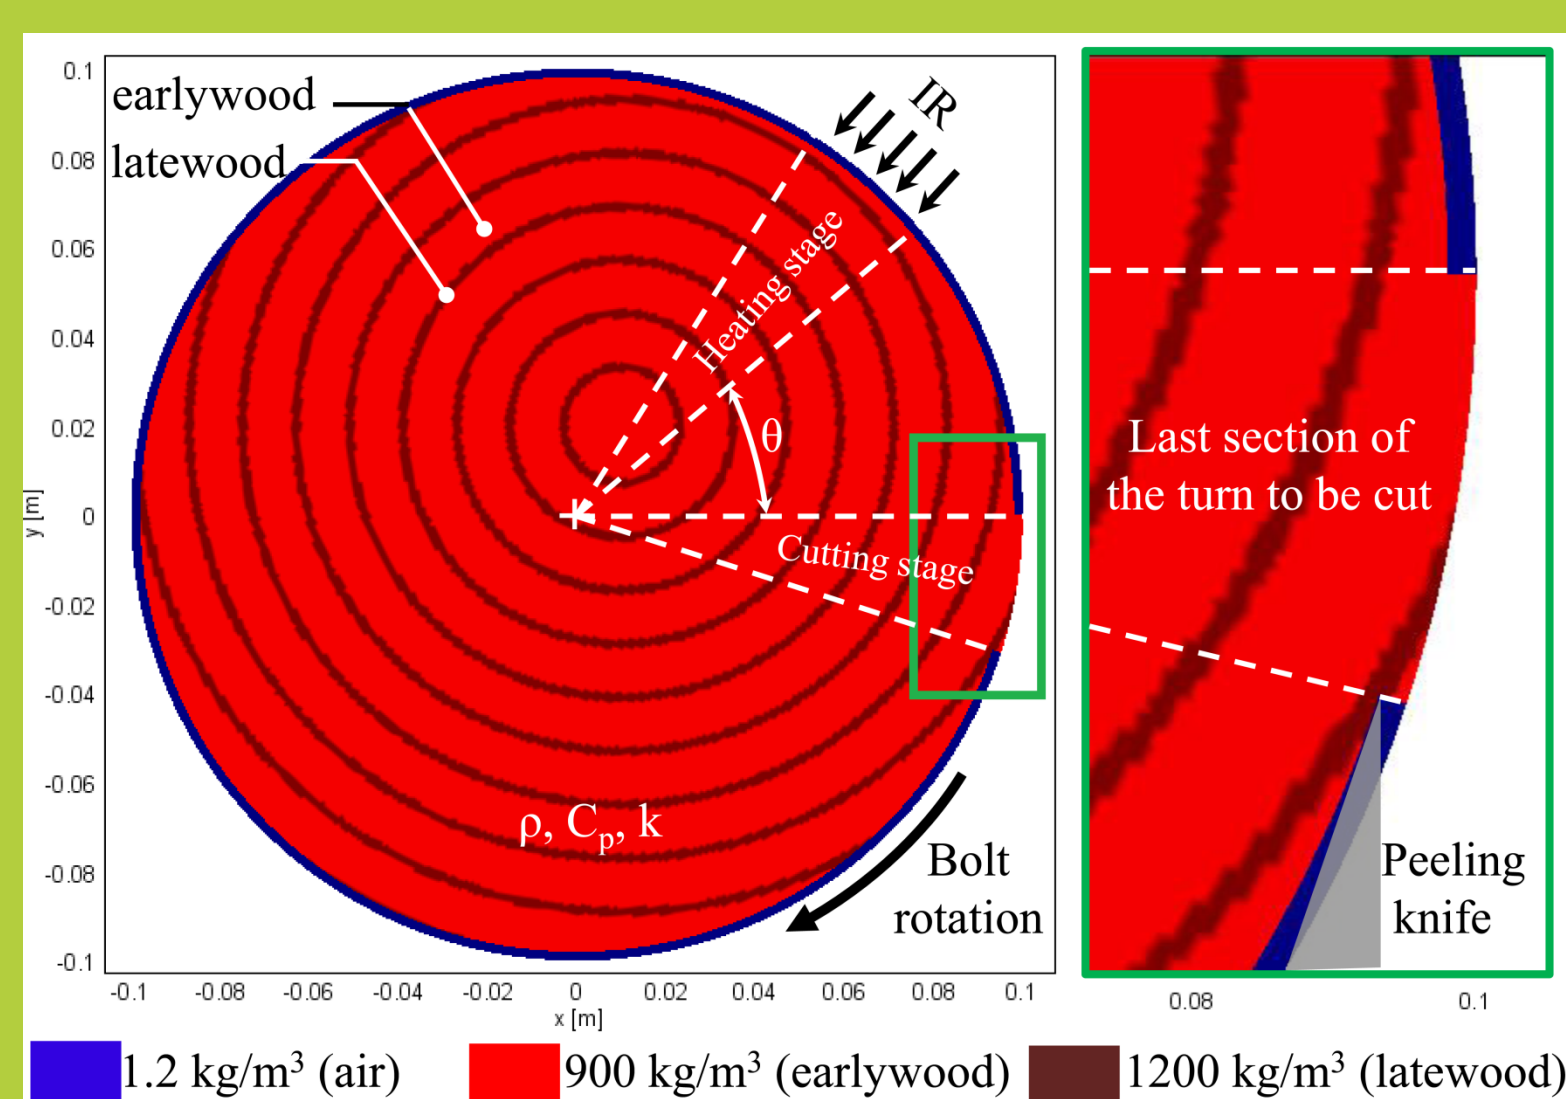 earlywood
latewood
IR
Heating stage
θ
Cutting stage
ρ, Cp, k
Bolt
rotation
0.1
0.08
0.06
0.04
0.02
0
-0.02
-0.04
-0.06
-0.08
-0.1
y [m]
-0.1 -0.08 -0.06 -0.04 -0.02 0 0.02 0.04 0.06 0.08 0.1
x [m]
Last section of
the turn to be cut
Peeling
knife
0.08 0.1
1.2 kg/m³ (air) 900 kg/m³ (earlywood) 1200 kg/m³ (latewood)